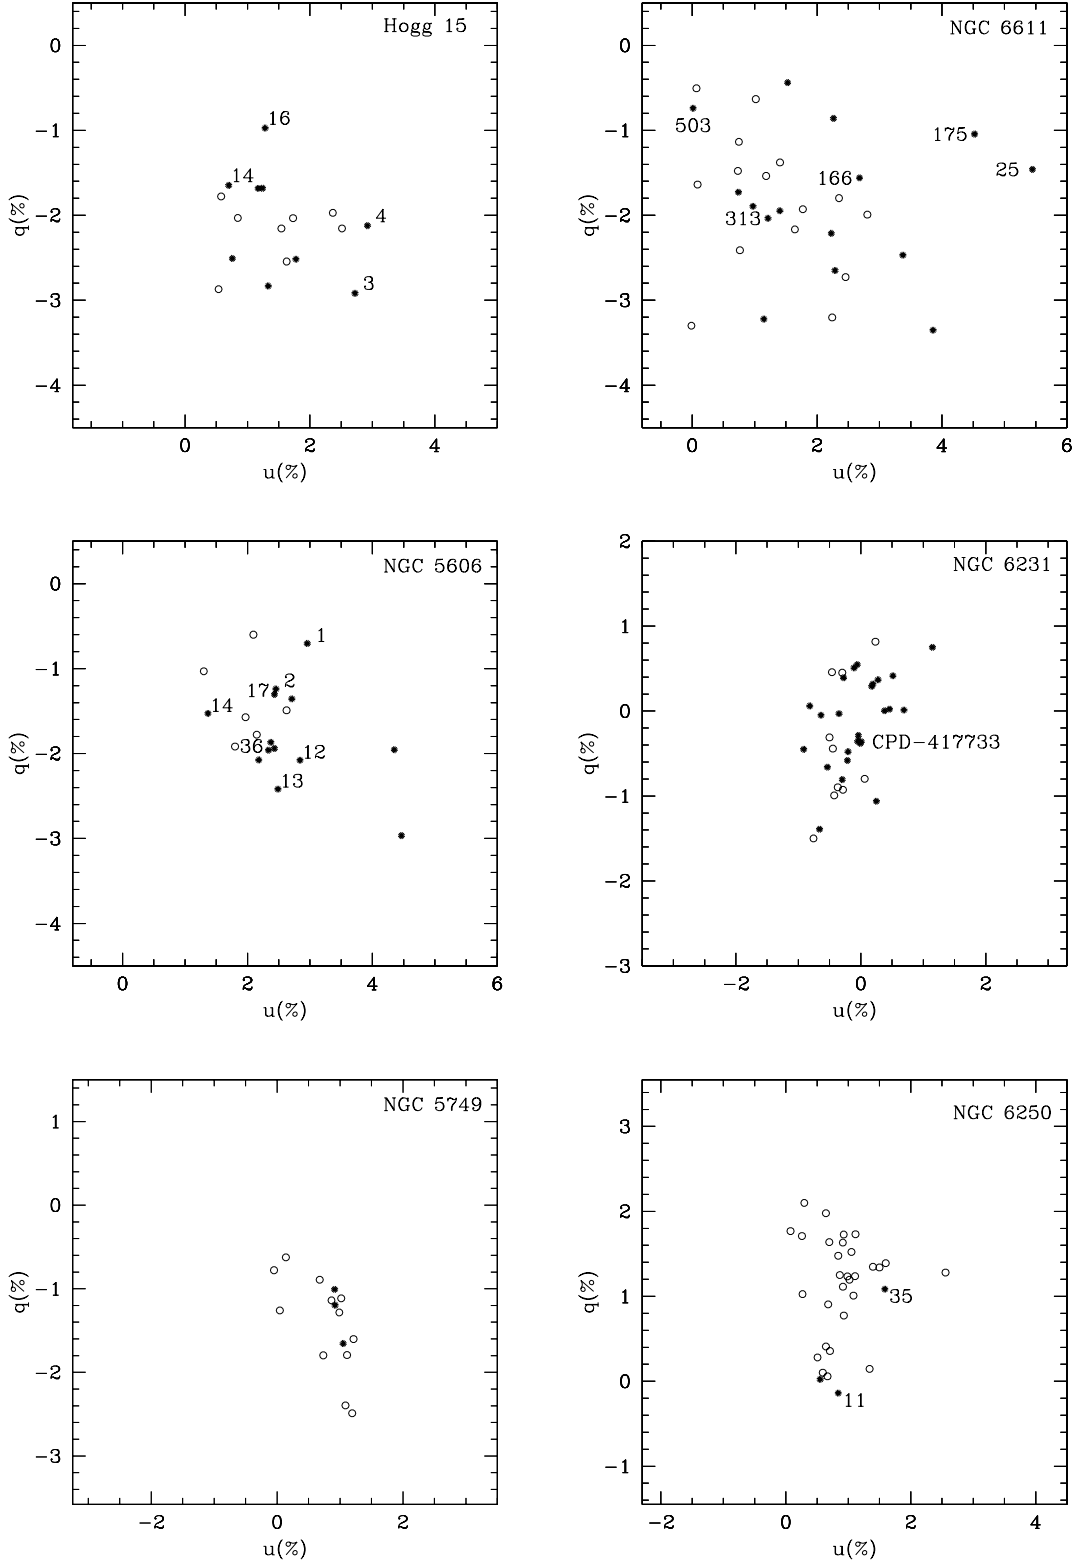 Hogg 15
0
-1
-2
-3
-4
q(%)
16
14
4
3
0 2 4
u(%)
NGC 6611
0
-1
-2
-3
-4
q(%)
503
175
25
166
313
0 2 4 6
u(%)
NGC 5606
0
-1
-2
-3
-4
q(%)
1
2
17
14
36
12
13
0 2 4 6
u(%)
NGC 6231
2
1
0
-1
-2
-3
q(%)
CPD-417733
-2 0 2
u(%)
NGC 5749
1
0
-1
-2
-3
q(%)
-2 0 2
u(%)
NGC 6250
3
2
1
0
-1
q(%)
35
11
-2 0 2 4
u(%)